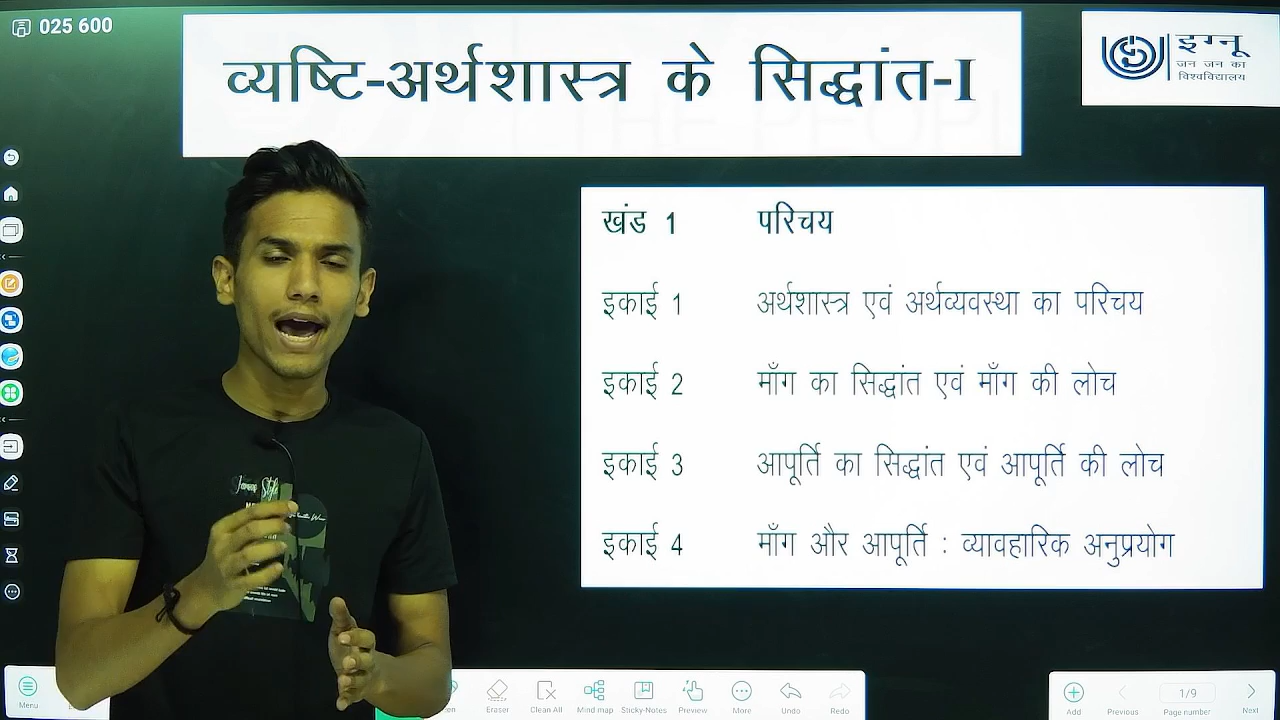 025 600
व्यष्टि-अर्थशास्त्र के सिद्धांत-I
इग्नू
जन जन का
विश्वविद्यालय
खंड 1 परिचय
इकाई 1 अर्थशास्त्र एवं अर्थव्यवस्था का परिचय
इकाई 2 माँग का सिद्धांत एवं माँग की लोच
इकाई 3 आपूर्ति का सिद्धांत एवं आपूर्ति की लोच
इकाई 4 माँग और आपूर्ति : व्यावहारिक अनुप्रयोग
Menu
Eraser
Clean All
Mind map
Sticky-Notes
Preview
More
Undo
Redo
Add
Previous
1/9
Page number
Next